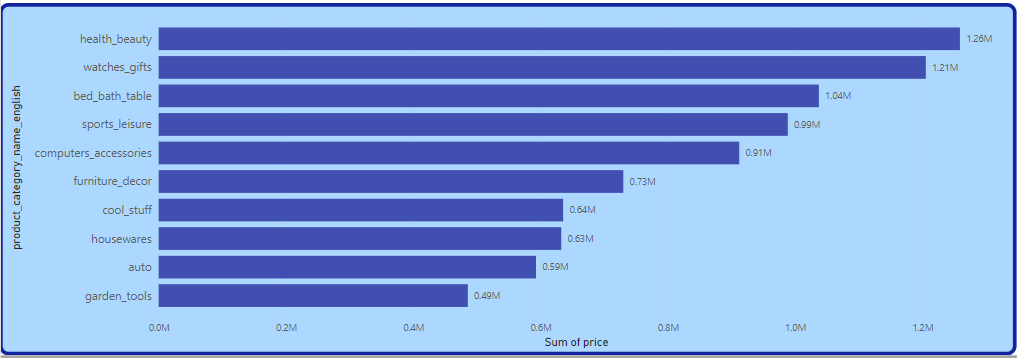 product_category_name_english
health_beauty 1.26M
watches_gifts 1.21M
bed_bath_table 1.04M
sports_leisure 0.99M
computers_accessories 0.91M
furniture_decor 0.73M
cool_stuff 0.64M
housewares 0.63M
auto 0.59M
garden_tools 0.49M
0.0M 0.2M 0.4M 0.6M 0.8M 1.0M 1.2M
Sum of price